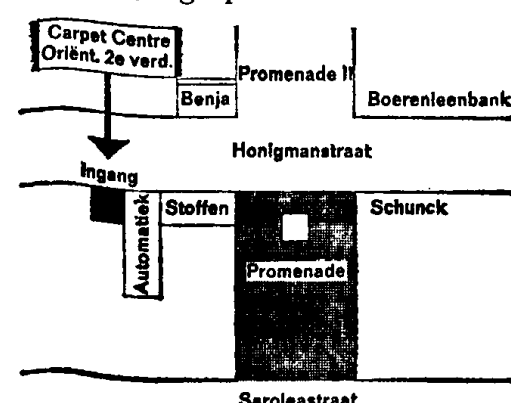 Carpet Centre
Oriënt. 2e verd.
Promenade II
Benja
Boerenleenbank
Honigmanstraat
Ingang
Automatiek
Stoffen
Schunck
Promenade
Saroleastraat